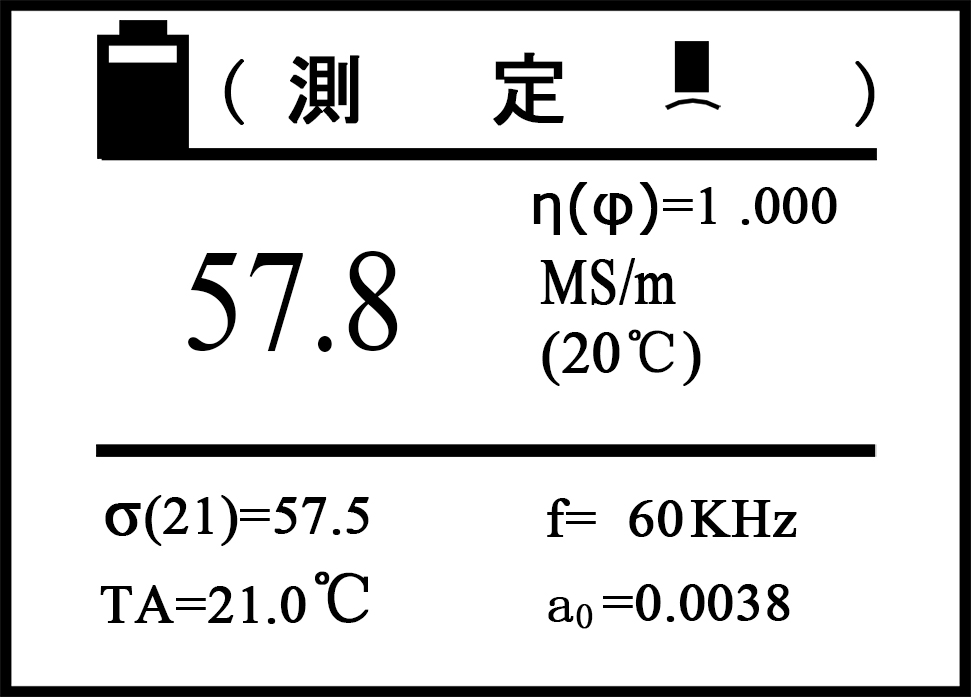 ( 測 定 )
η(φ)=1 .000
57.8 MS/m
(20℃)
σ(21)=57.5 f= 60KHz
TA=21.0℃ a₀=0.0038